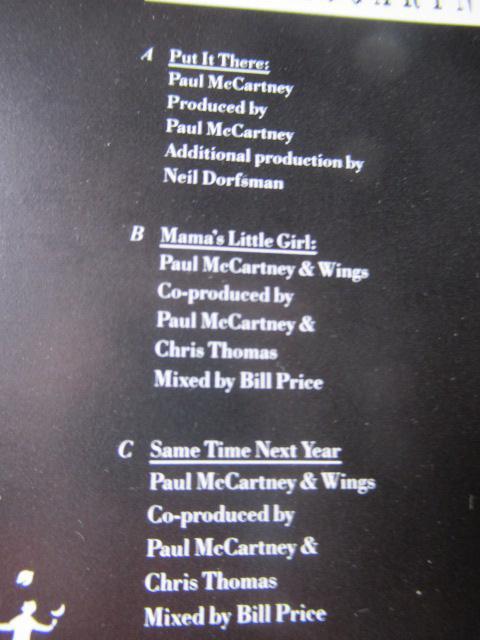 A Put It There:
Paul McCartney
Produced by
Paul McCartney
Additional production by
Neil Dorfsman
B Mama's Little Girl:
Paul McCartney & Wings
Co-produced by
Paul McCartney &
Chris Thomas
Mixed by Bill Price
C Same Time Next Year
Paul McCartney & Wings
Co-produced by
Paul McCartney &
Chris Thomas
Mixed by Bill Price